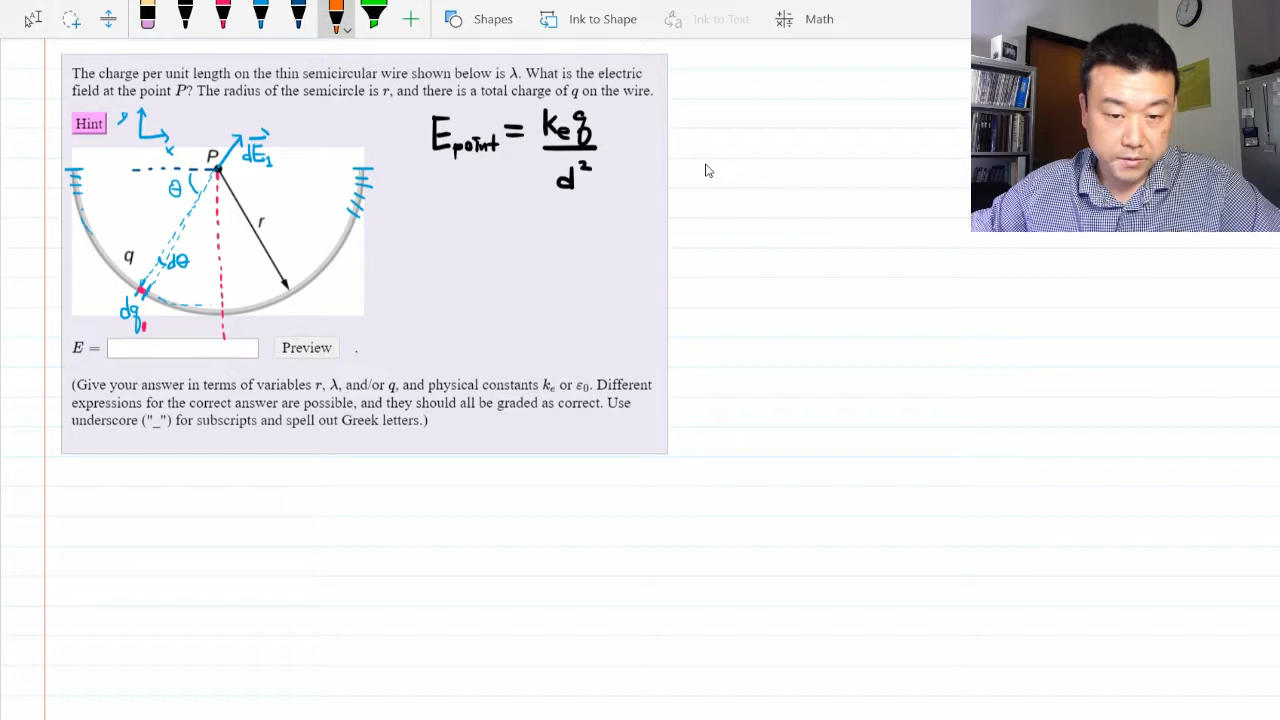 Shapes
Ink to Shape
Ink to Text
Math
The charge per unit length on the thin semicircular wire shown below is λ. What is the electric
field at the point P? The radius of the semicircle is r, and there is a total charge of q on the wire.
Hint
y
x
P
dE₁
θ
r
q
dθ
dq₁
E_point = k_e q / d²
E =
Preview
.
(Give your answer in terms of variables r, λ, and/or q, and physical constants kₑ or ε₀. Different
expressions for the correct answer are possible, and they should all be graded as correct. Use
underscore ("_") for subscripts and spell out Greek letters.)